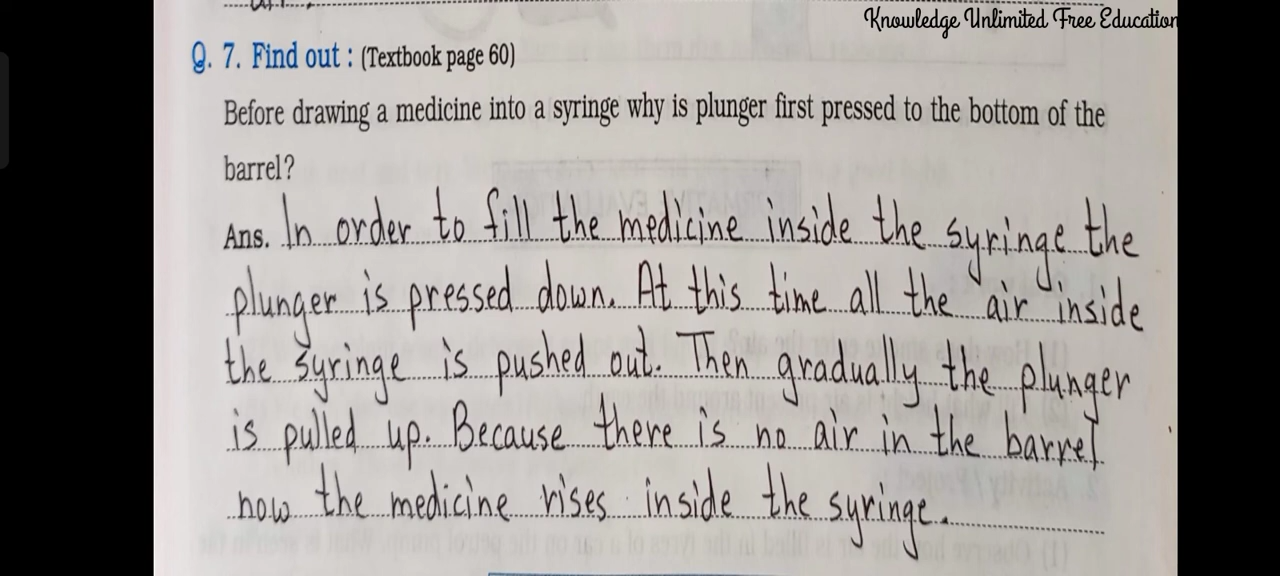 Knowledge Unlimited Free Education
Q. 7. Find out : (Textbook page 60)
Before drawing a medicine into a syringe why is plunger first pressed to the bottom of the
barrel?
Ans. In order to fill the medicine inside the syringe the
plunger is pressed down. At this time all the air inside
the syringe is pushed out. Then gradually the plunger
is pulled up. Because there is no air in the barrel
now the medicine rises inside the syringe.